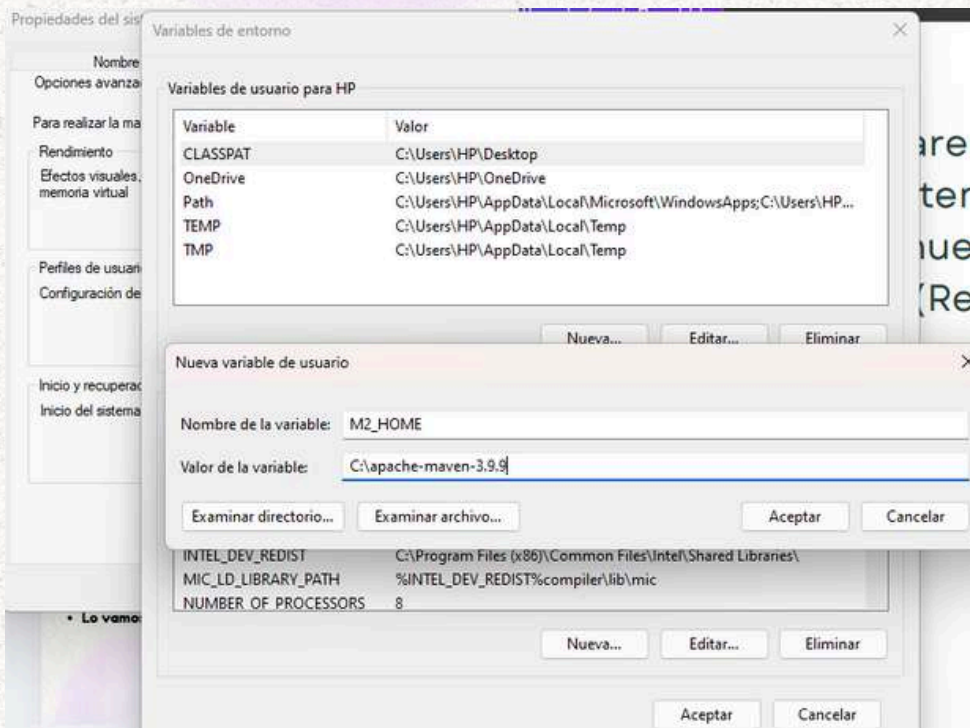 Propiedades del sis
Variables de entorno
Nombre
Opciones avanza
Para realizar la ma
Rendimiento
Efectos visuales,
memoria virtual
Perfiles de usuari
Configuración de
Inicio y recuperac
Inicio del sistema
• Lo vamo
Variables de usuario para HP
Variable Valor
CLASSPAT C:\Users\HP\Desktop
OneDrive C:\Users\HP\OneDrive
Path C:\Users\HP\AppData\Local\Microsoft\WindowsApps;C:\Users\HP...
TEMP C:\Users\HP\AppData\Local\Temp
TMP C:\Users\HP\AppData\Local\Temp
Nueva... Editar... Eliminar
Nueva variable de usuario
Nombre de la variable: M2_HOME
Valor de la variable: C:\apache-maven-3.9.9
Examinar directorio... Examinar archivo... Aceptar Cancelar
INTEL_DEV_REDIST C:\Program Files (x86)\Common Files\Intel\Shared Libraries\
MIC_LD_LIBRARY_PATH %INTEL_DEV_REDIST%compiler\lib\mic
NUMBER_OF_PROCESSORS 8
Nueva... Editar... Eliminar
Aceptar Cancelar
are
ter
nue
(Re